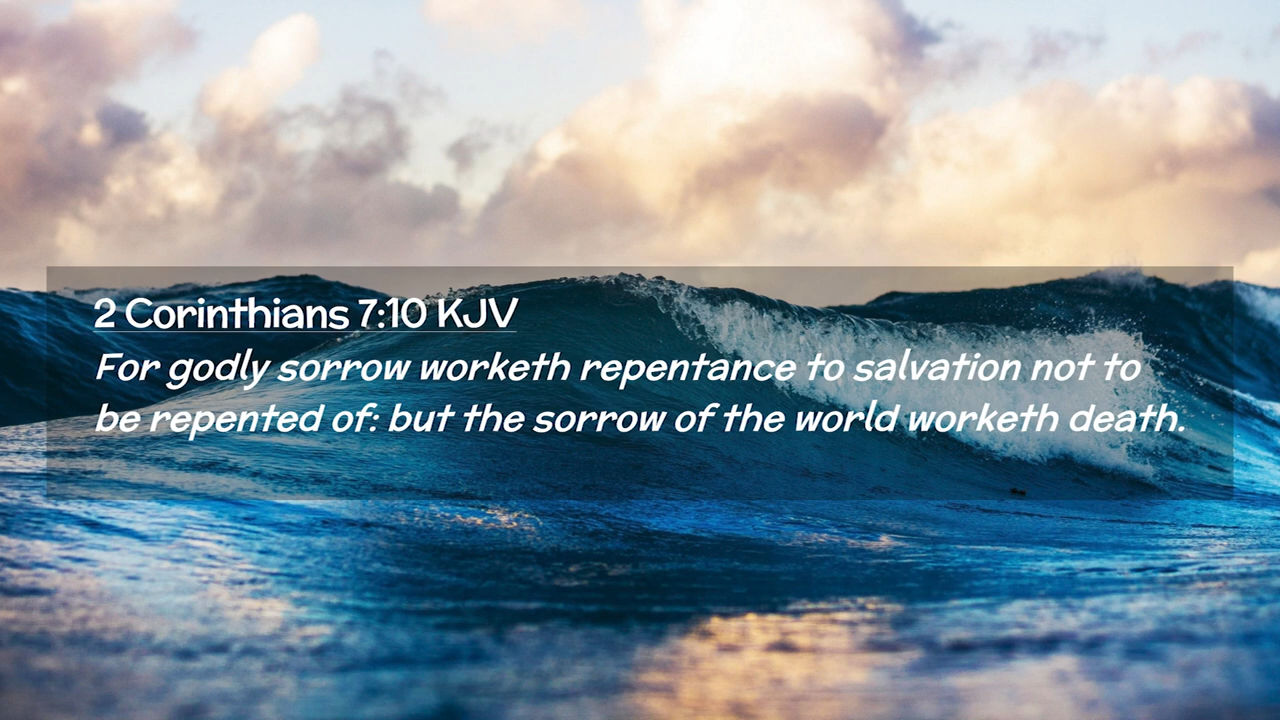 2 Corinthians 7:10 KJV
For godly sorrow worketh repentance to salvation not to
be repented of: but the sorrow of the world worketh death.